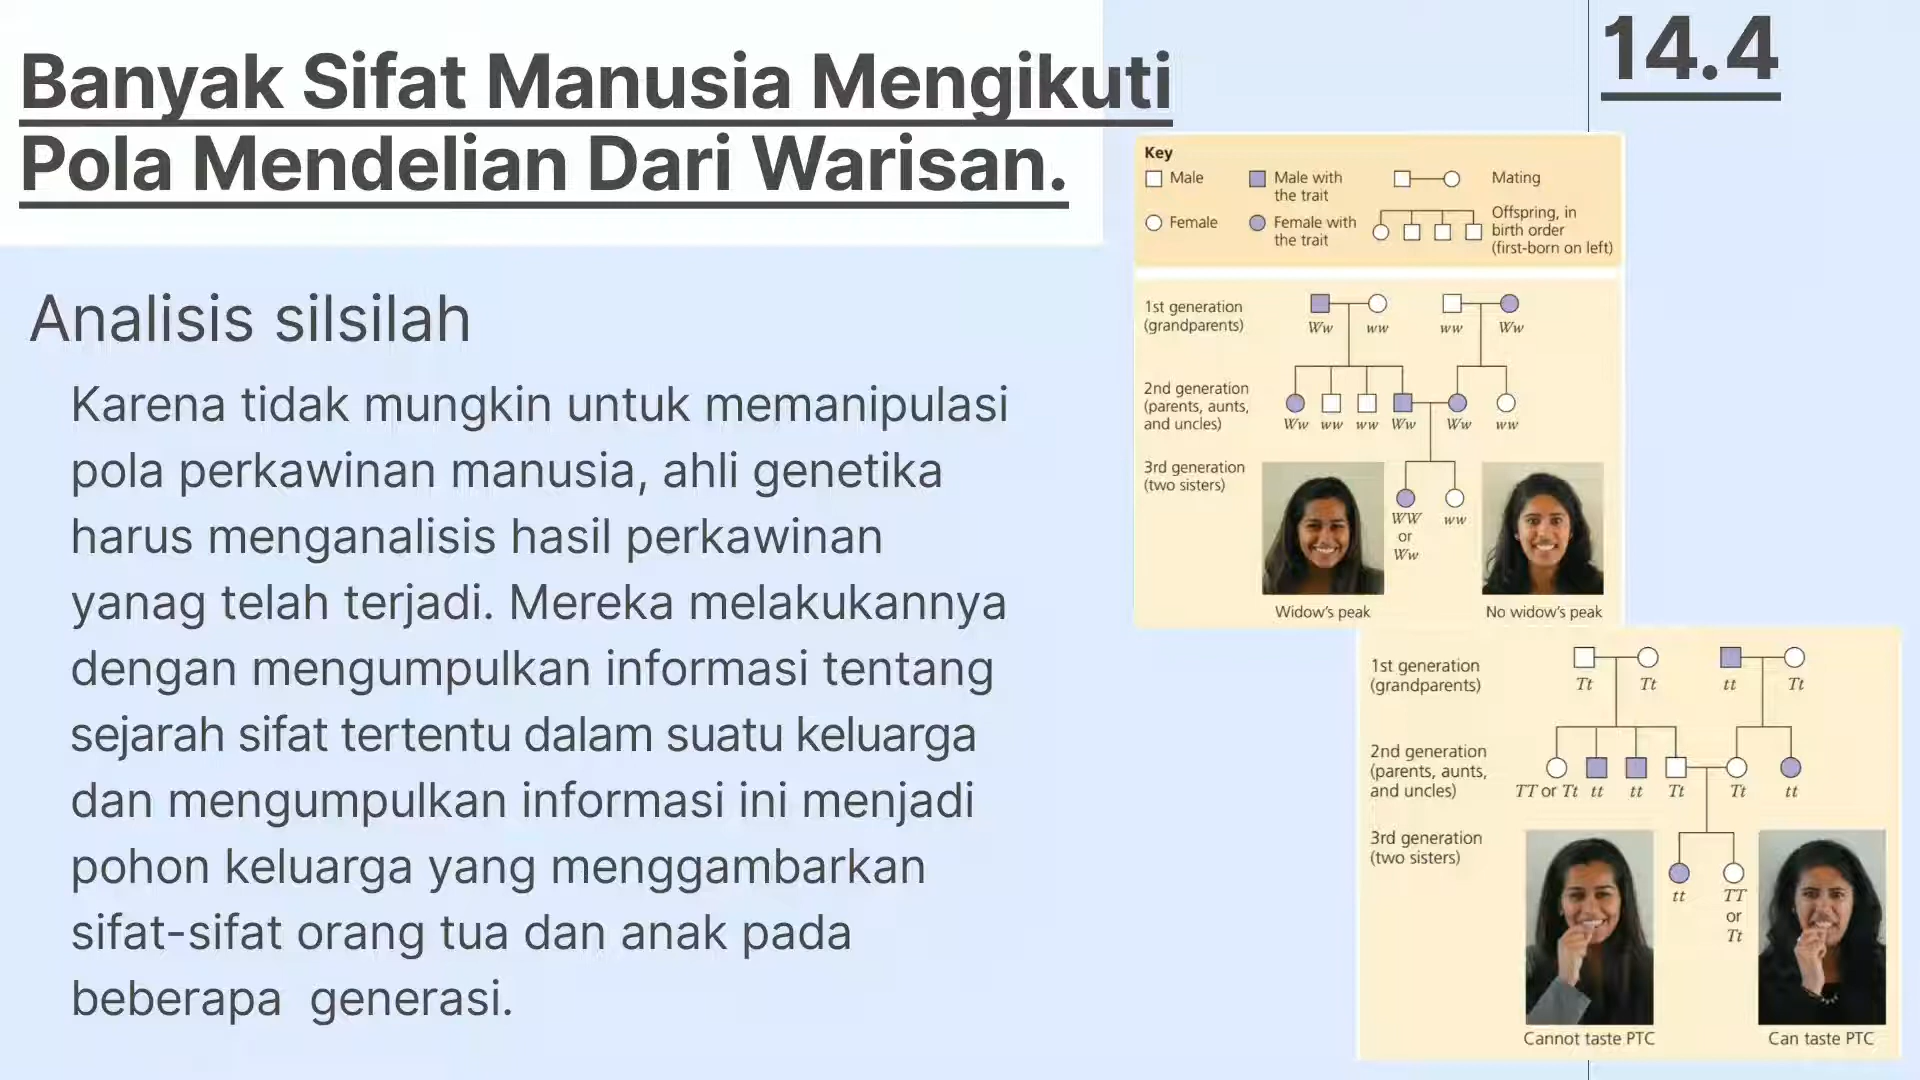 Banyak Sifat Manusia Mengikuti
Pola Mendelian Dari Warisan.
14.4
Analisis silsilah
Karena tidak mungkin untuk memanipulasi
pola perkawinan manusia, ahli genetika
harus menganalisis hasil perkawinan
yanag telah terjadi. Mereka melakukannya
dengan mengumpulkan informasi tentang
sejarah sifat tertentu dalam suatu keluarga
dan mengumpulkan informasi ini menjadi
pohon keluarga yang menggambarkan
sifat-sifat orang tua dan anak pada
beberapa  generasi.
Key
Male
Male with
the trait
Mating
Female
Female with
the trait
Offspring, in
birth order
(first-born on left)
1st generation
(grandparents)
Ww ww ww Ww
2nd generation
(parents, aunts,
and uncles)
Ww ww ww Ww Ww ww
3rd generation
(two sisters)
WW
or
Ww
ww
Widow's peak
No widow's peak
1st generation
(grandparents)
Tt Tt tt Tt
2nd generation
(parents, aunts,
and uncles)
TT or Tt tt tt Tt Tt tt
3rd generation
(two sisters)
tt
TT
or
Tt
Cannot taste PTC
Can taste PTC